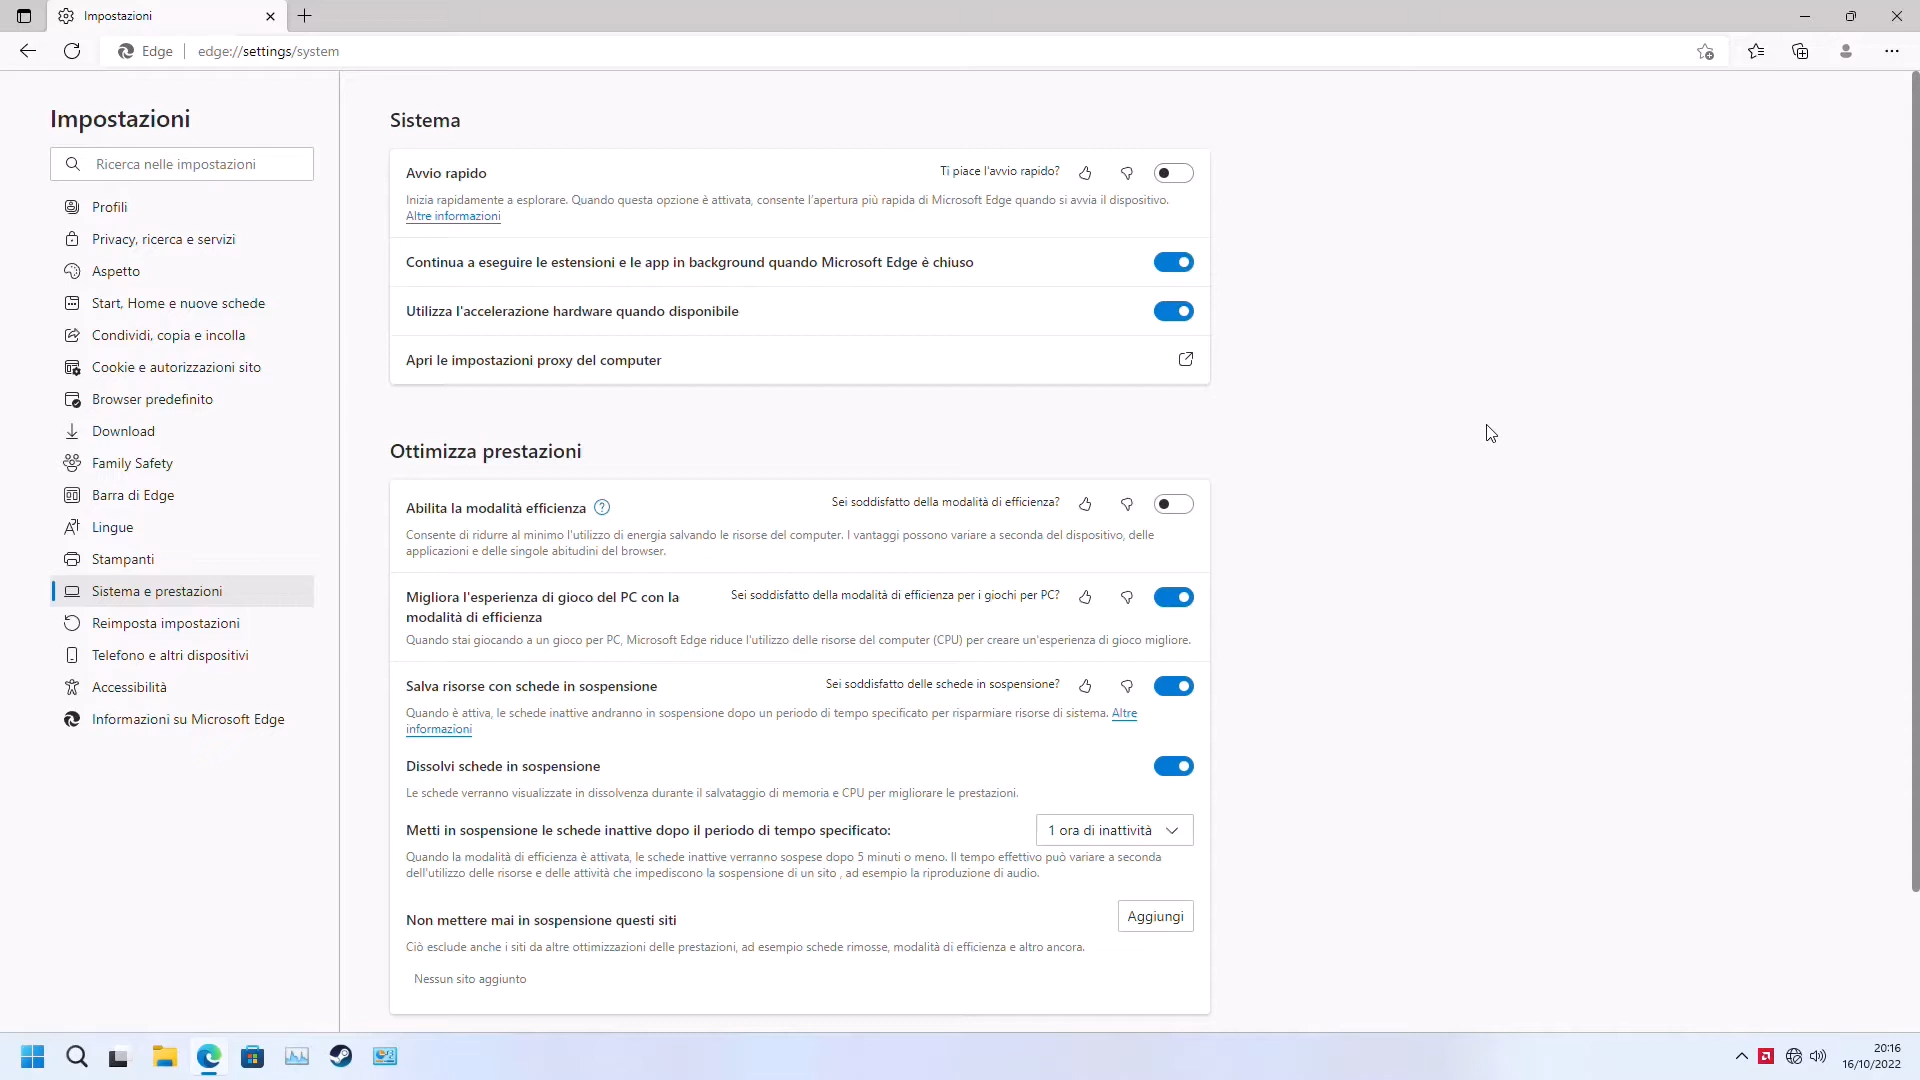 Impostazioni
Edge
edge://settings/system
Impostazioni
Ricerca nelle impostazioni
Profili
Privacy, ricerca e servizi
Aspetto
Start, Home e nuove schede
Condividi, copia e incolla
Cookie e autorizzazioni sito
Browser predefinito
Download
Family Safety
Barra di Edge
Lingue
Stampanti
Sistema e prestazioni
Reimposta impostazioni
Telefono e altri dispositivi
Accessibilità
Informazioni su Microsoft Edge
Sistema
Avvio rapido
Ti piace l'avvio rapido?
Inizia rapidamente a esplorare. Quando questa opzione è attivata, consente l'apertura più rapida di Microsoft Edge quando si avvia il dispositivo.
Altre informazioni
Continua a eseguire le estensioni e le app in background quando Microsoft Edge è chiuso
Utilizza l'accelerazione hardware quando disponibile
Apri le impostazioni proxy del computer
Ottimizza prestazioni
Abilita la modalità efficienza
Sei soddisfatto della modalità di efficienza?
Consente di ridurre al minimo l'utilizzo di energia salvando le risorse del computer. I vantaggi possono variare a seconda del dispositivo, delle
applicazioni e delle singole abitudini del browser.
Migliora l'esperienza di gioco del PC con la
modalità di efficienza
Sei soddisfatto della modalità di efficienza per i giochi per PC?
Quando stai giocando a un gioco per PC, Microsoft Edge riduce l'utilizzo delle risorse del computer (CPU) per creare un'esperienza di gioco migliore.
Salva risorse con schede in sospensione
Sei soddisfatto delle schede in sospensione?
Quando è attiva, le schede inattive andranno in sospensione dopo un periodo di tempo specificato per risparmiare risorse di sistema. Altre
informazioni
Dissolvi schede in sospensione
Le schede verranno visualizzate in dissolvenza durante il salvataggio di memoria e CPU per migliorare le prestazioni.
Metti in sospensione le schede inattive dopo il periodo di tempo specificato:
1 ora di inattività
Quando la modalità di efficienza è attivata, le schede inattive verranno sospese dopo 5 minuti o meno. Il tempo effettivo può variare a seconda
dell'utilizzo delle risorse e delle attività che impediscono la sospensione di un sito , ad esempio la riproduzione di audio.
Non mettere mai in sospensione questi siti
Aggiungi
Ciò esclude anche i siti da altre ottimizzazioni delle prestazioni, ad esempio schede rimosse, modalità di efficienza e altro ancora.
Nessun sito aggiunto
20:16
16/10/2022